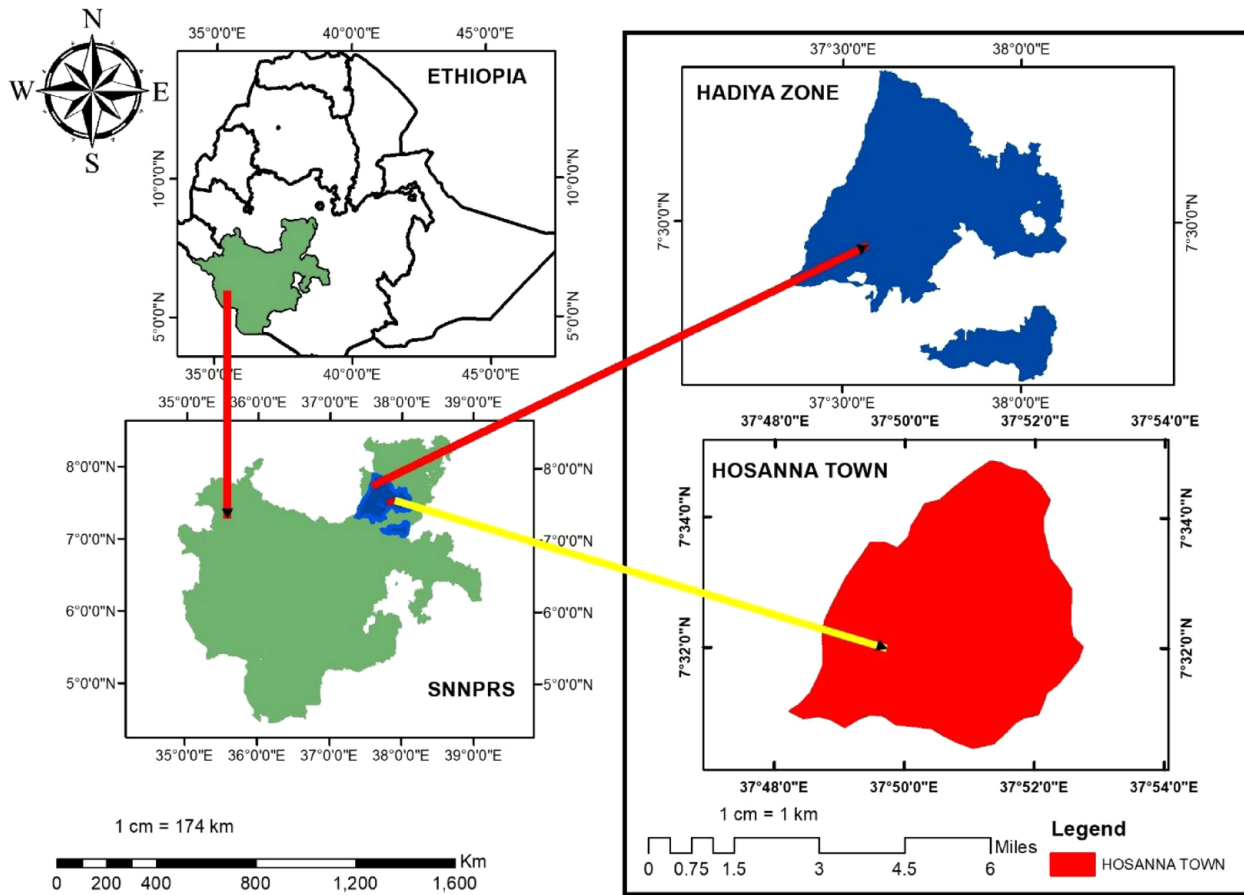 N
W E
S
35°0'0"E 40°0'0"E 45°0'0"E
ETHIOPIA
10°0'0"N
5°0'0"N
10°0'0"N
5°0'0"N
35°0'0"E 40°0'0"E 45°0'0"E
35°0'0"E 36°0'0"E 37°0'0"E 38°0'0"E 39°0'0"E
8°0'0"N
7°0'0"N
6°0'0"N
5°0'0"N
8°0'0"N
7°0'0"N
6°0'0"N
5°0'0"N
SNNPRS
35°0'0"E 36°0'0"E 37°0'0"E 38°0'0"E 39°0'0"E
1 cm = 174 km
Km
0 200 400 800 1,200 1,600
37°30'0"E 38°0'0"E
HADIYA ZONE
7°30'0"N
7°30'0"N
37°30'0"E 38°0'0"E
37°48'0"E 37°50'0"E 37°52'0"E 37°54'0"E
HOSANNA TOWN
7°34'0"N
7°32'0"N
7°34'0"N
7°32'0"N
37°48'0"E 37°50'0"E 37°52'0"E 37°54'0"E
1 cm = 1 km
Miles
0 0.75 1.5 3 4.5 6
Legend
HOSANNA TOWN